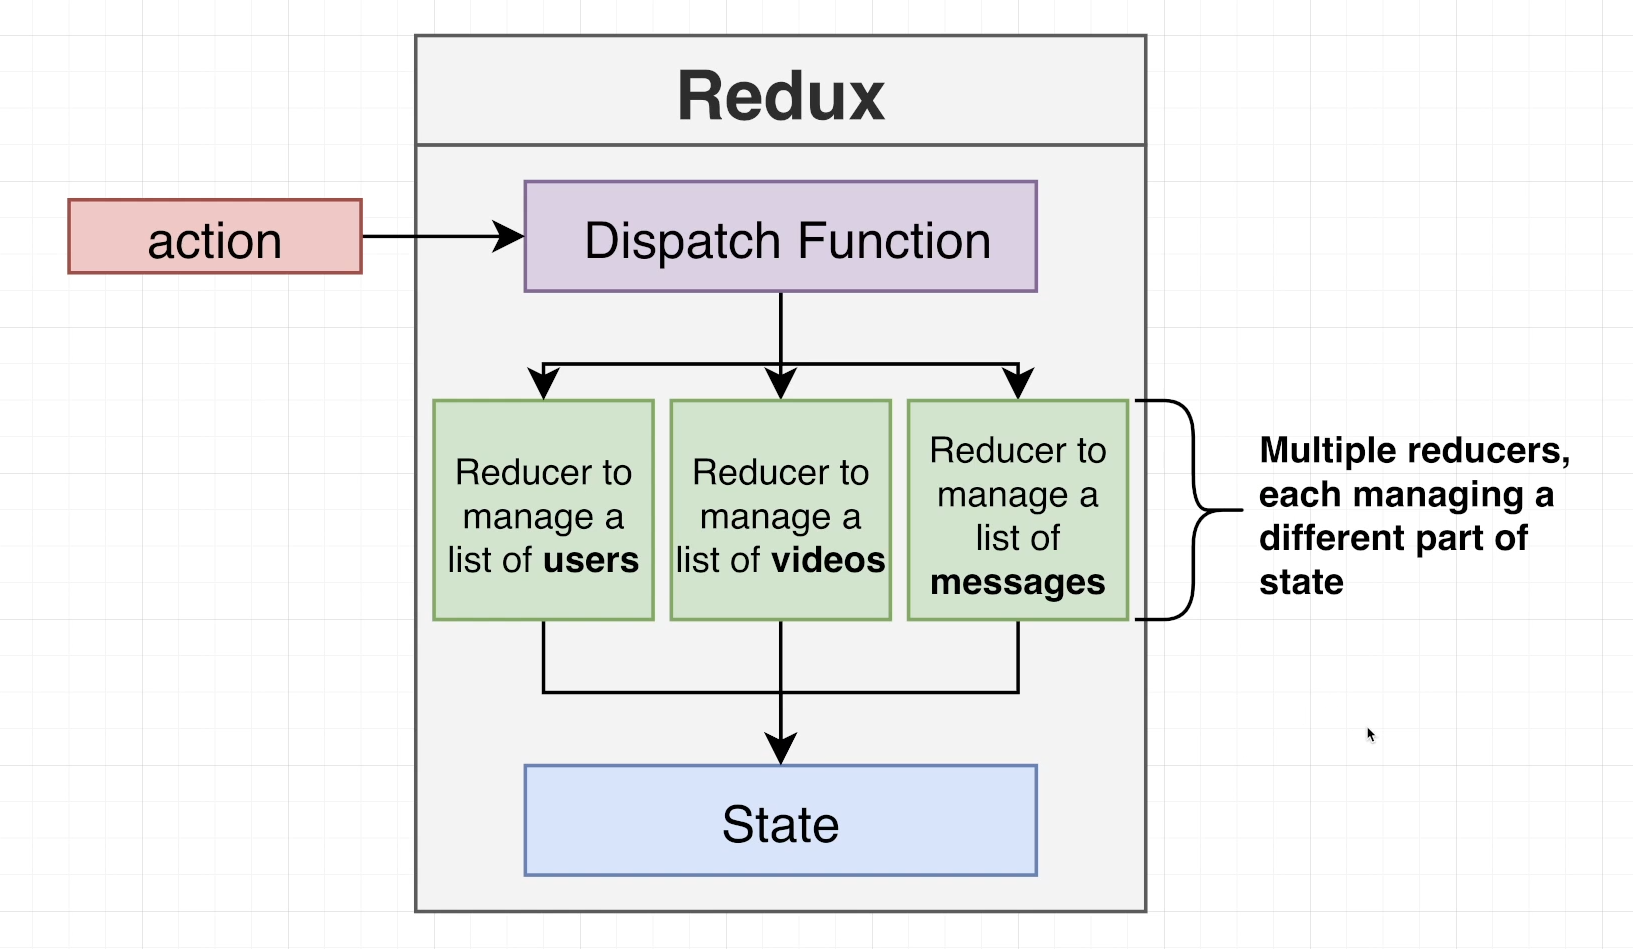 Redux
action
Dispatch Function
Reducer to
manage a
list of users
Reducer to
manage a
list of videos
Reducer to
manage a
list of
messages
Multiple reducers,
each managing a
different part of
state
State